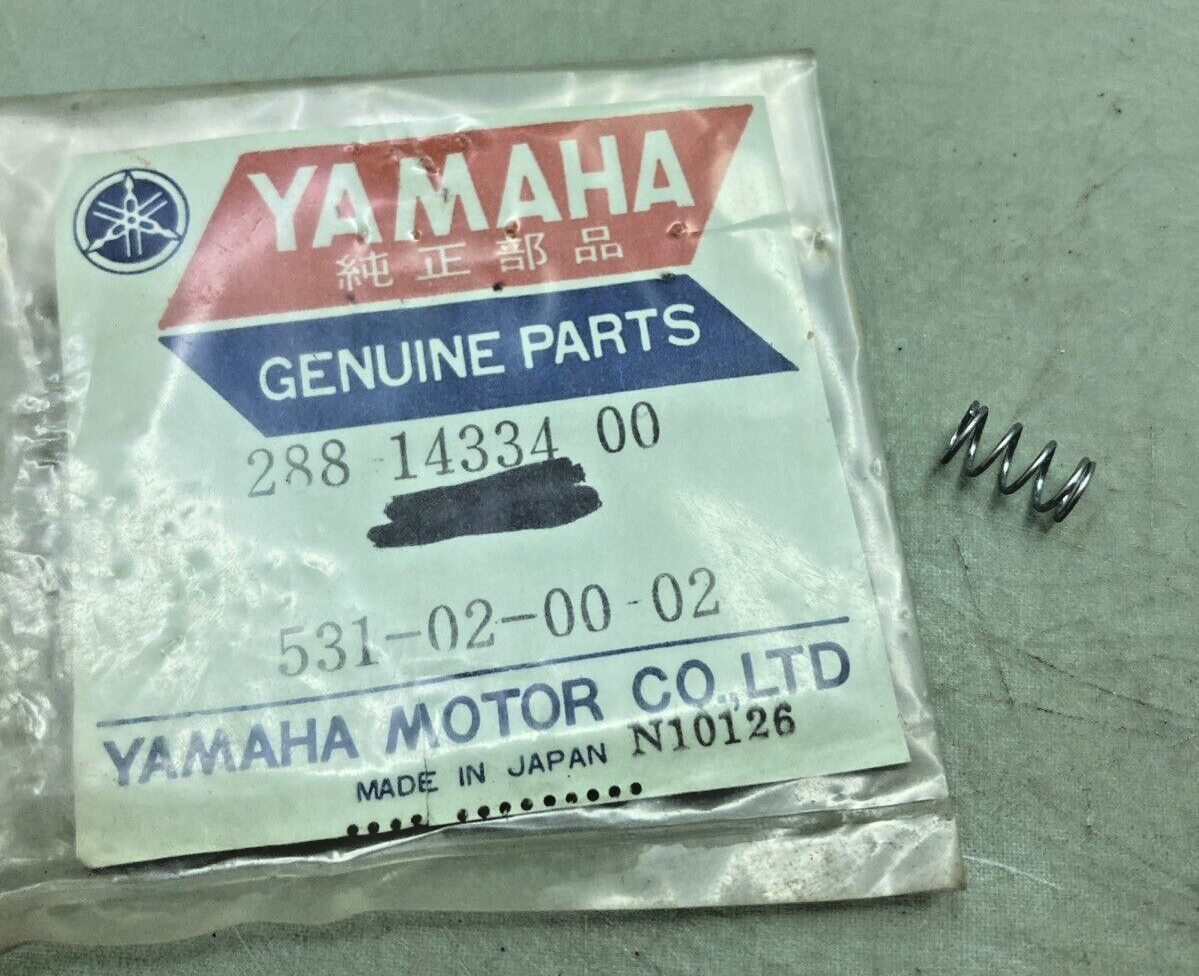 YAMAHA
純正部品
GENUINE PARTS
288 14334 00
531-02-00-02
YAMAHA MOTOR CO.,LTD
MADE IN JAPAN N10126